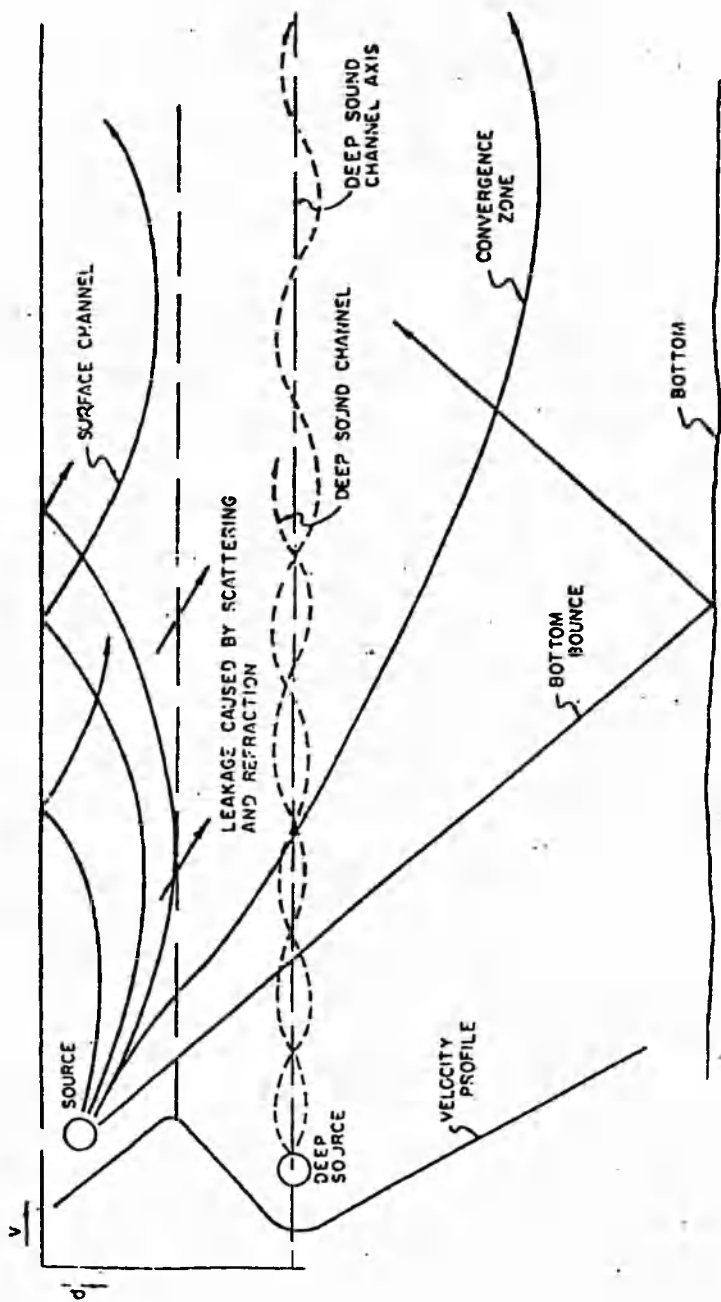 V
d
SOURCE
SURFACE CHANNEL
LEAKAGE CAUSED BY SCATTERING
AND REFRACTION
DEEP
SOURCE
DEEP SOUND CHANNEL
DEEP SOUND
CHANNEL AXIS
VELOCITY
PROFILE
BOTTOM
BOUNCE
CONVERGENCE
ZONE
BOTTOM